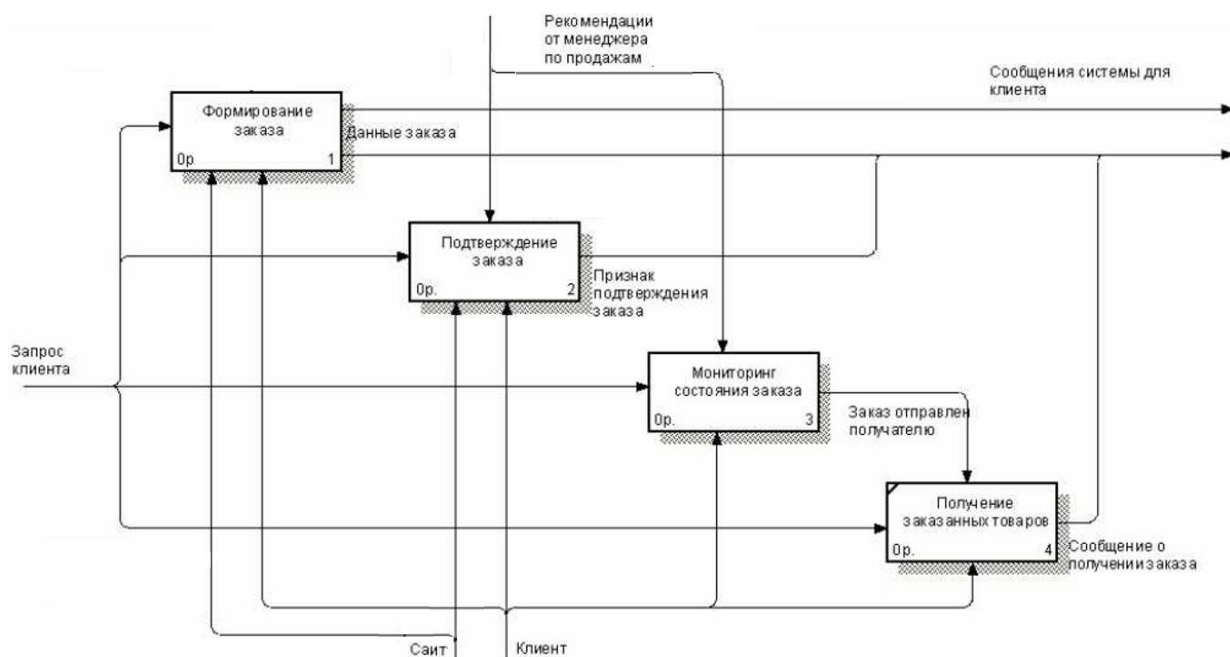 Рекомендации
от менеджера
по продажам
Сообщения системы для
клиента
Формирование
заказа
0р 1
Данные заказа
Подтверждение
заказа
0р. 2
Признак
подтверждения
заказа
Запрос
клиента
Мониторинг
состояния заказа
0р. 3
Заказ отправлен
получателю
Получение
заказанных товаров
0р. 4
Сообщение о
получении заказа
Саит
Клиент